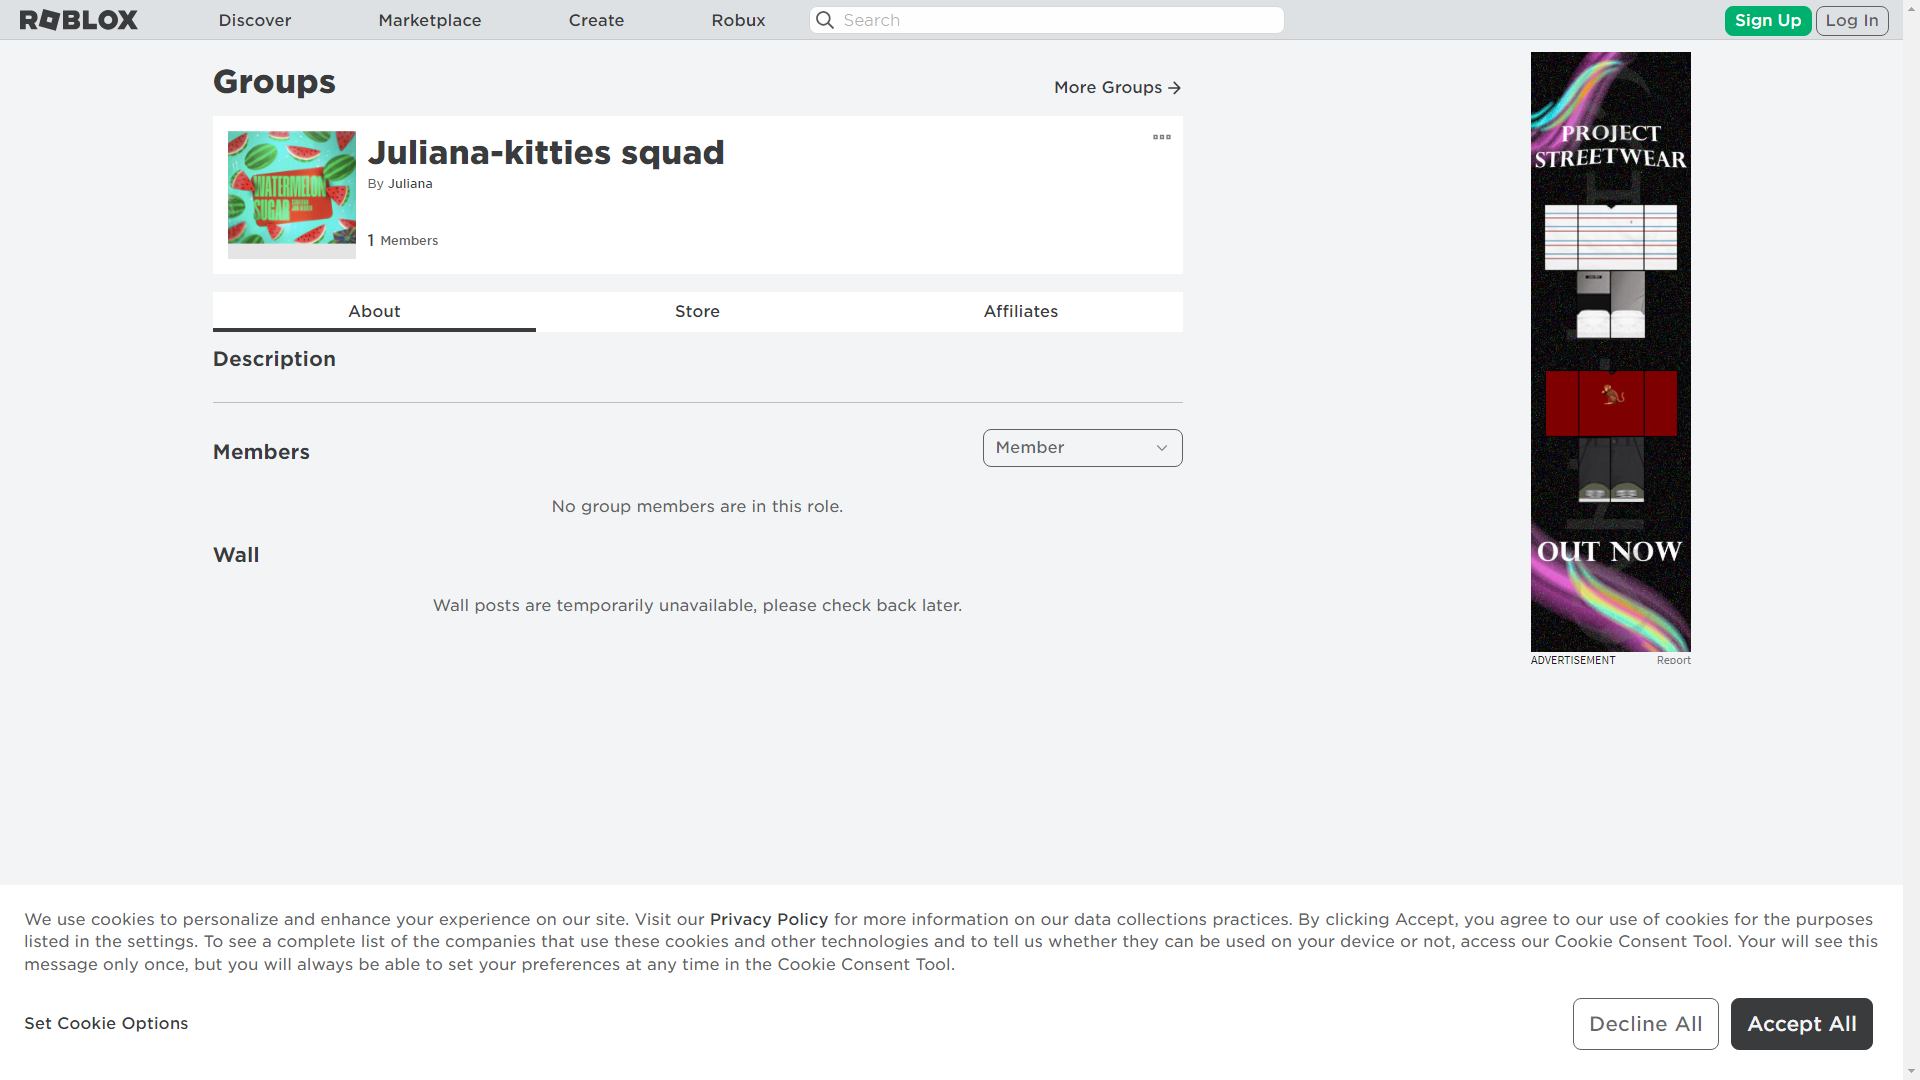 ROBLOX
Discover
Marketplace
Create
Robux
Search
Sign Up
Log In
Groups
More Groups
WATERMELON
SUGAR
Juliana-kitties squad
By Juliana
1 Members
About
Store
Affiliates
Description
Members
Member
No group members are in this role.
Wall
Wall posts are temporarily unavailable, please check back later.
PROJECT
STREETWEAR
OUT NOW
ADVERTISEMENT
Report
We use cookies to personalize and enhance your experience on our site. Visit our Privacy Policy for more information on our data collections practices. By clicking Accept, you agree to our use of cookies for the purposes
listed in the settings. To see a complete list of the companies that use these cookies and other technologies and to tell us whether they can be used on your device or not, access our Cookie Consent Tool. Your will see this
message only once, but you will always be able to set your preferences at any time in the Cookie Consent Tool.
Set Cookie Options
Decline All
Accept All